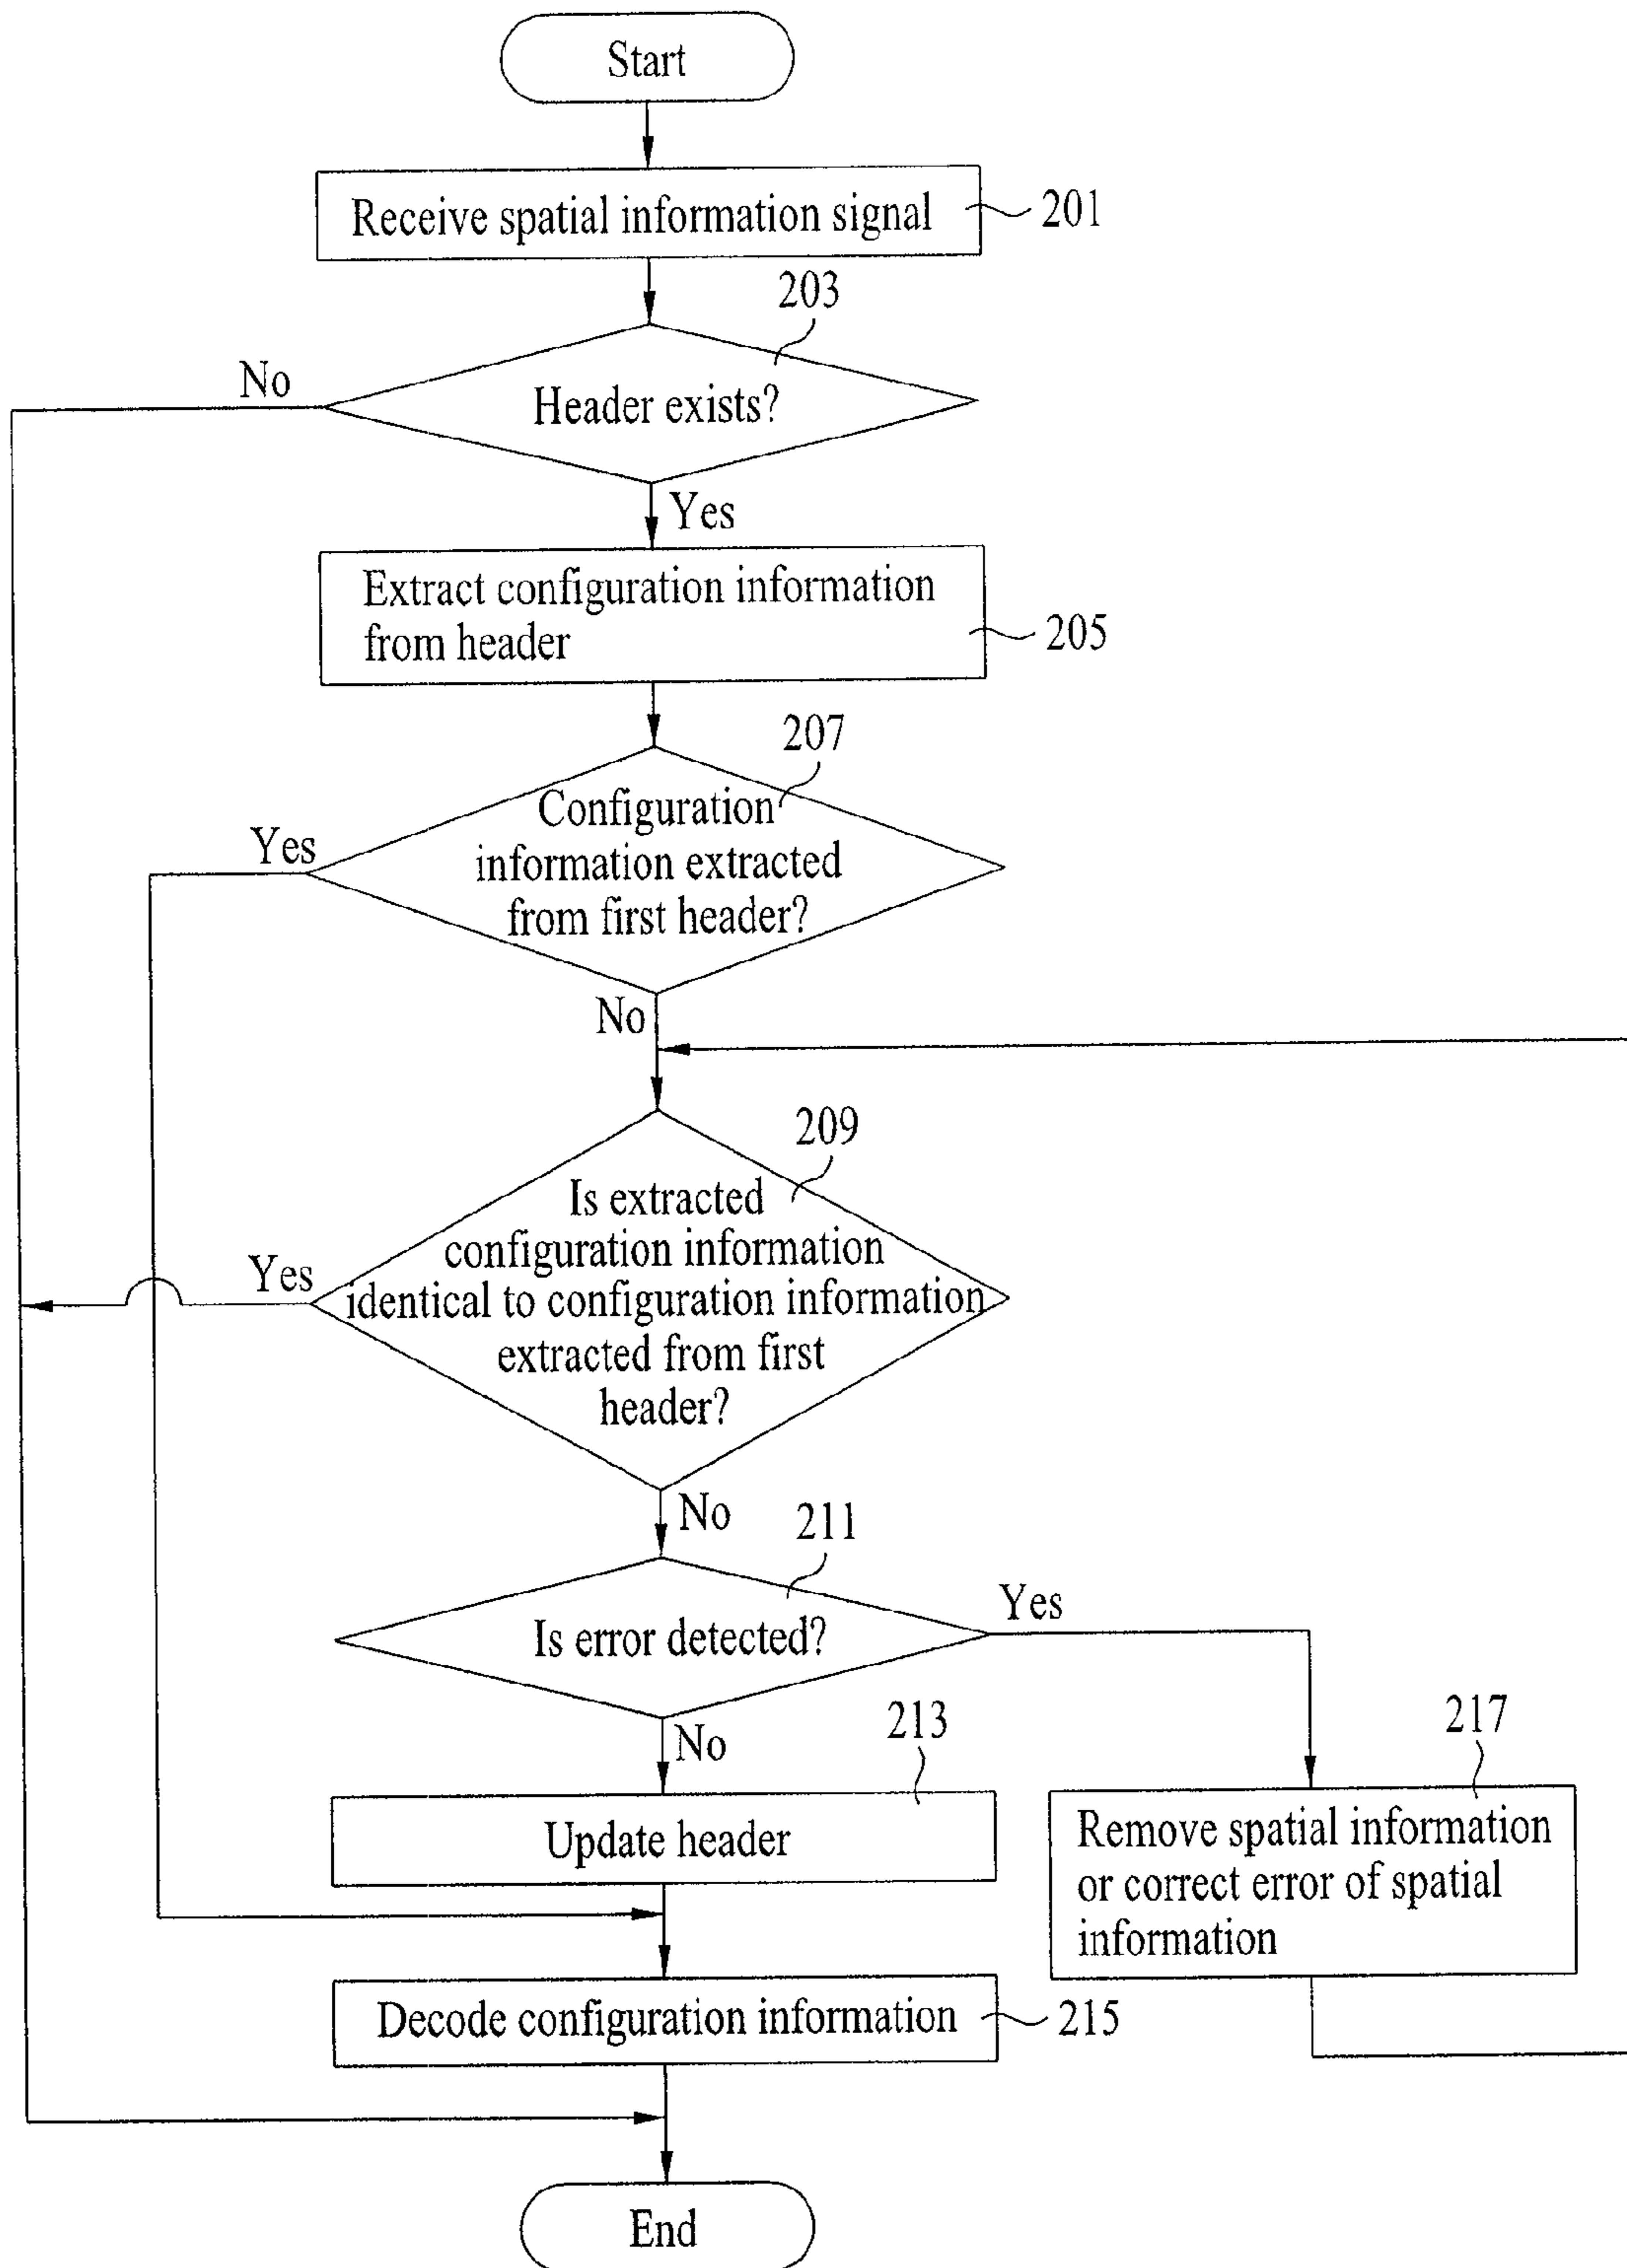 Start
Receive spatial information signal
201
203
No
Header exists?
Yes
Extract configuration information
from header
205
207
Yes
Configuration
information extracted
from first header?
No
209
Yes
Is extracted
configuration information
identical to configuration information
extracted from first
header?
No
211
Is error detected?
Yes
No
213
217
Update header
Remove spatial information
or correct error of spatial
information
Decode configuration information
215
End